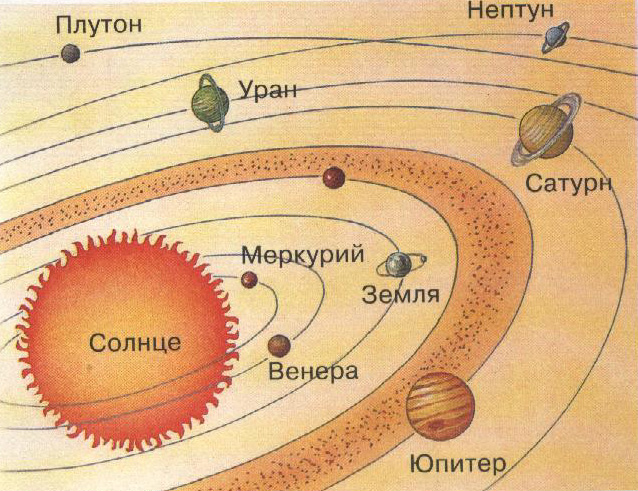 Плутон
Нептун
Уран
Сатурн
Меркурий
Земля
Солнце
Венера
Юпитер